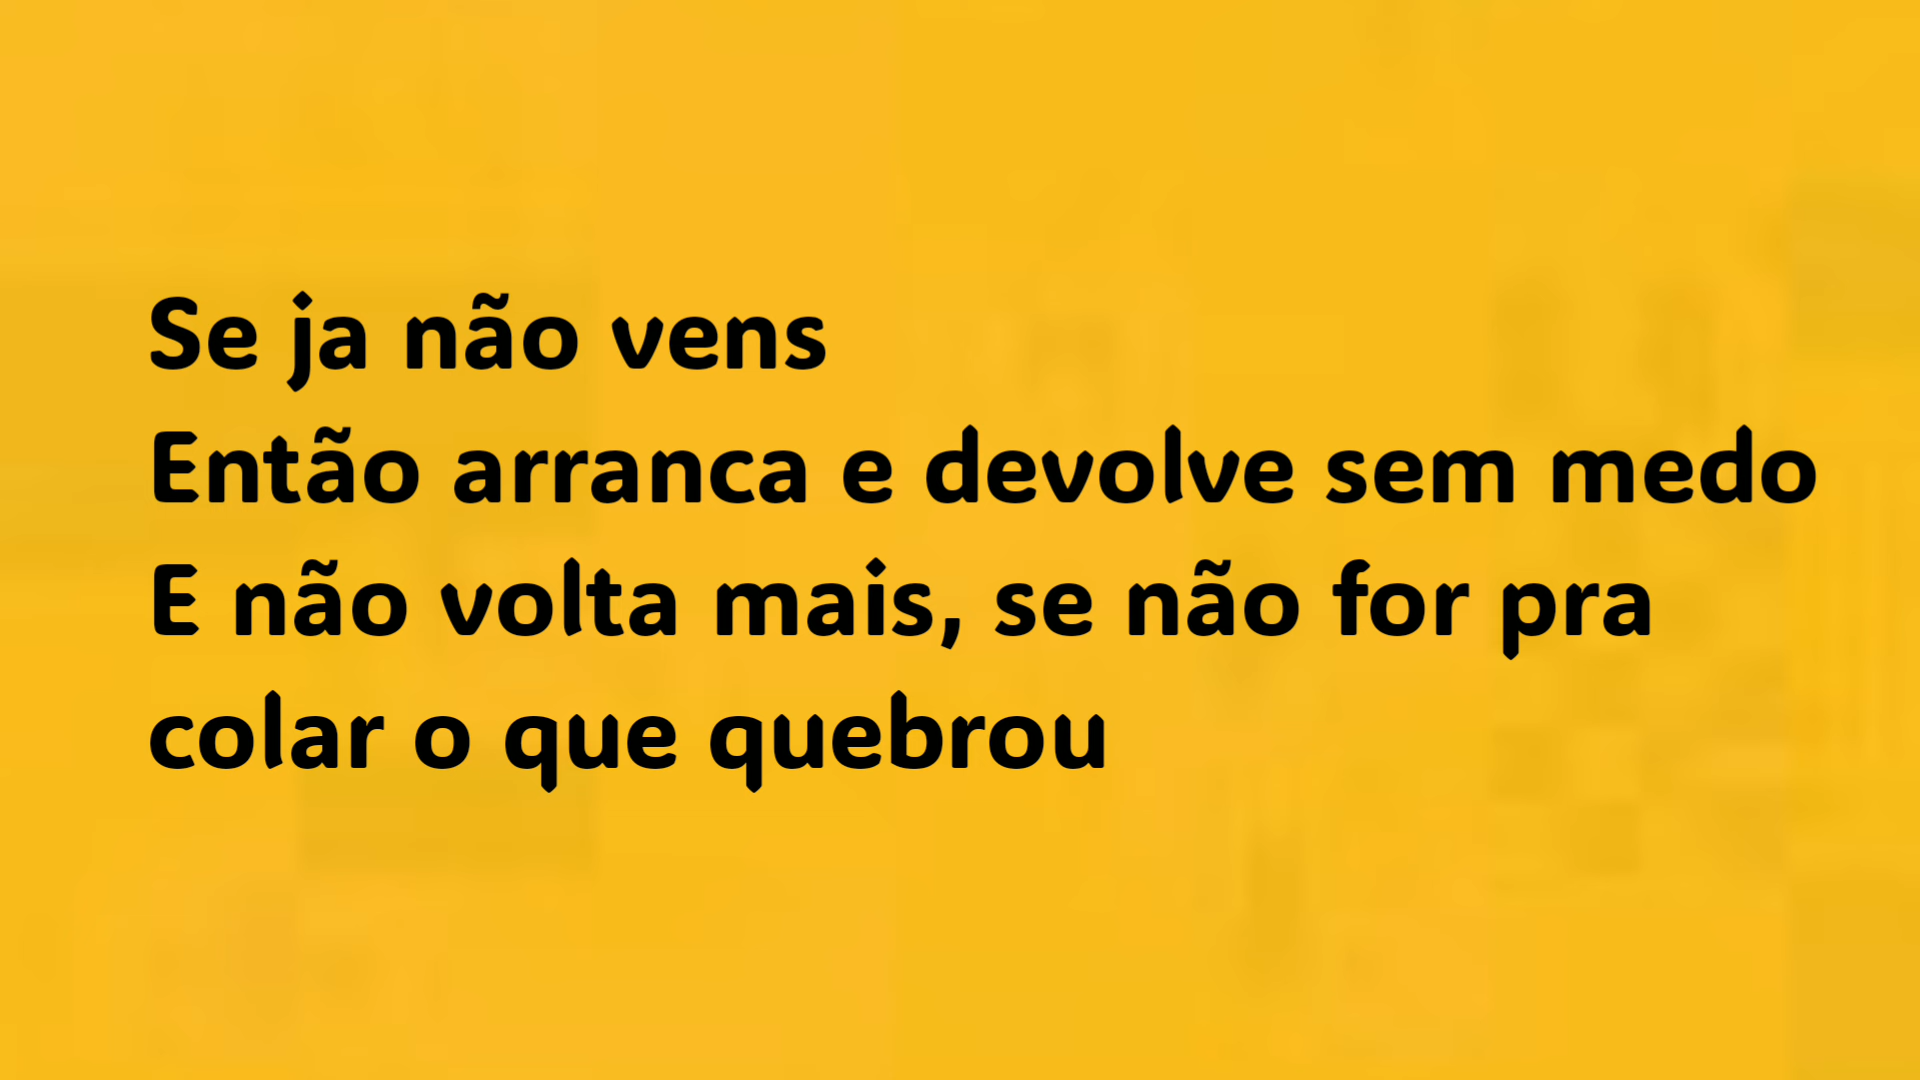 Se ja não vens
Então arranca e devolve sem medo
E não volta mais, se não for pra
colar o que quebrou